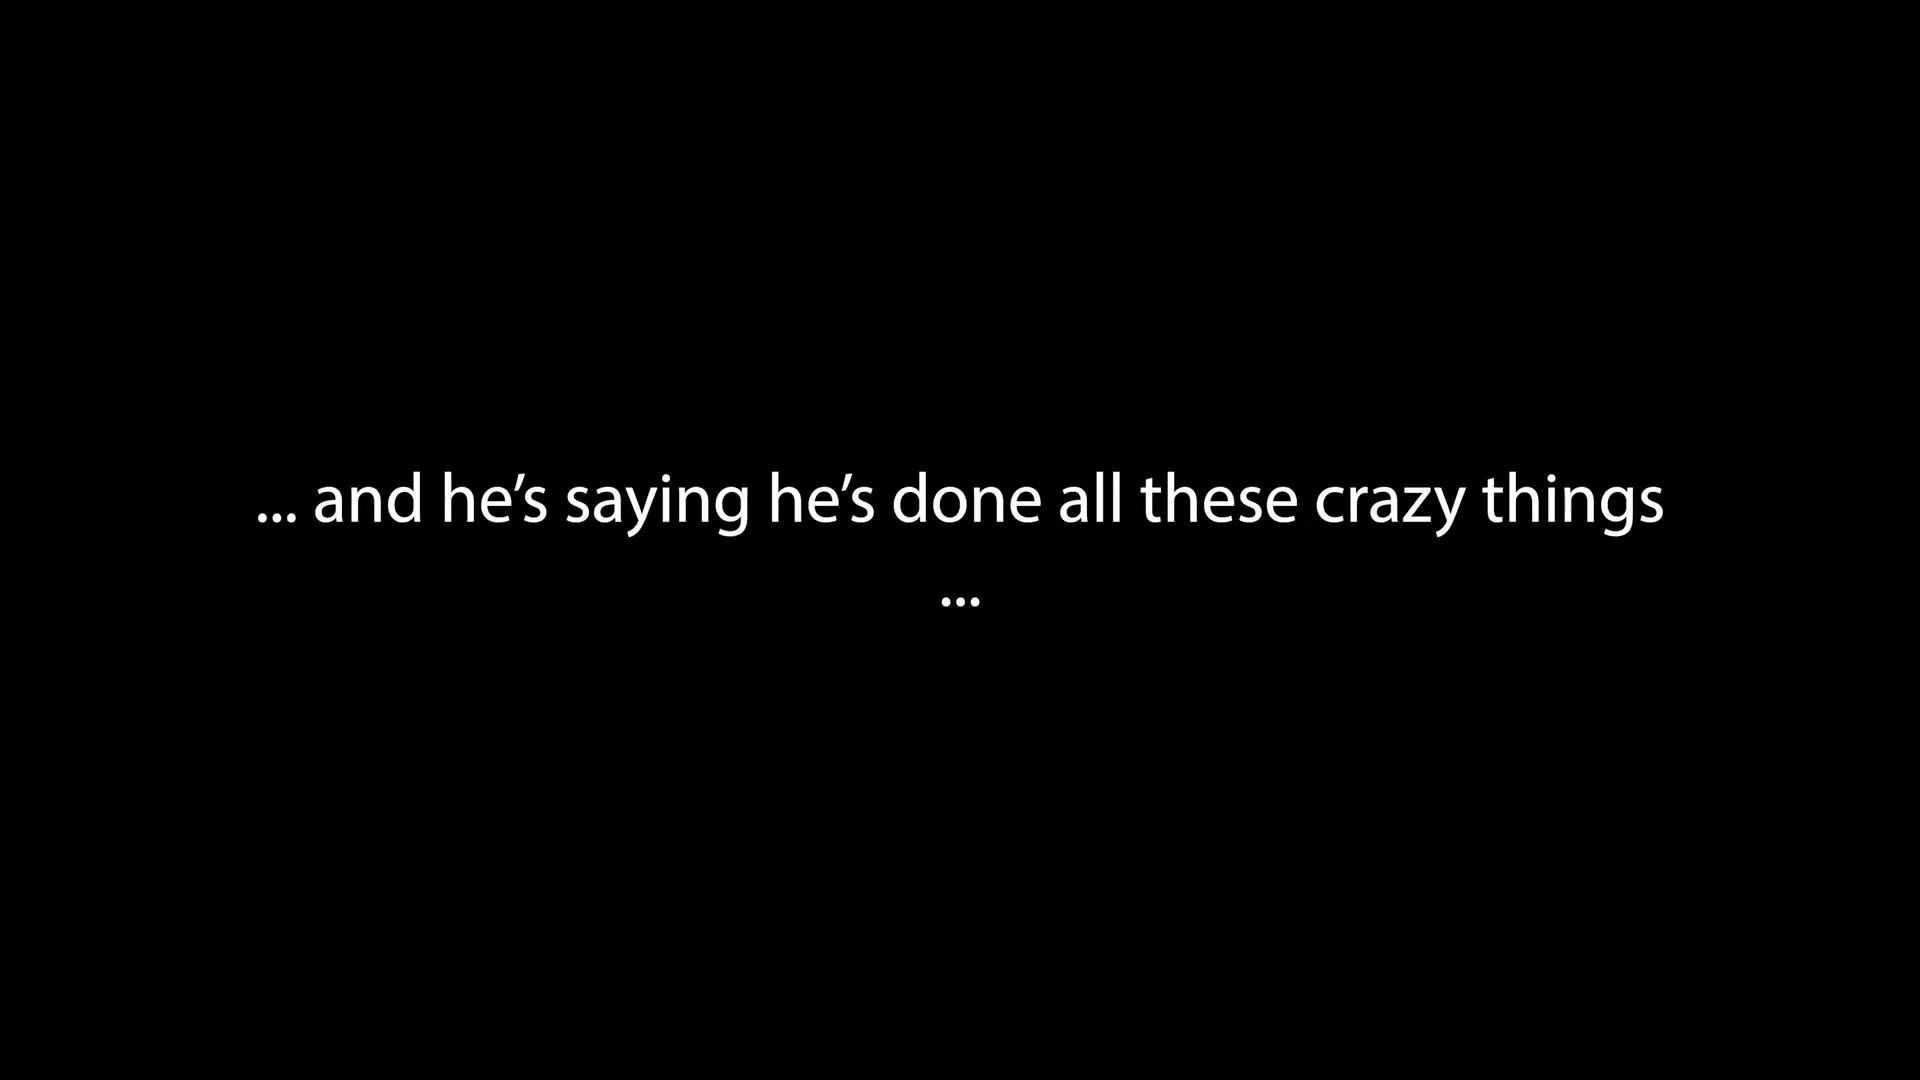 ... and he’s saying he’s done all these crazy things
...